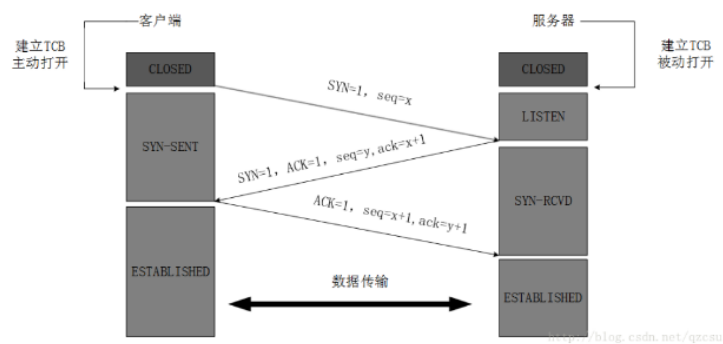 客户端
服务器
建立TCB
主动打开
建立TCB
被动打开
CLOSED
CLOSED
SYN=1, seq=x
LISTEN
SYN-SENT
SYN=1, ACK=1, seq=y,ack=x+1
SYN-RCVD
ACK=1, seq=x+1,ack=y+1
ESTABLISHED
数据传输
ESTABLISHED
http://blog.csdn.net/qzcsu